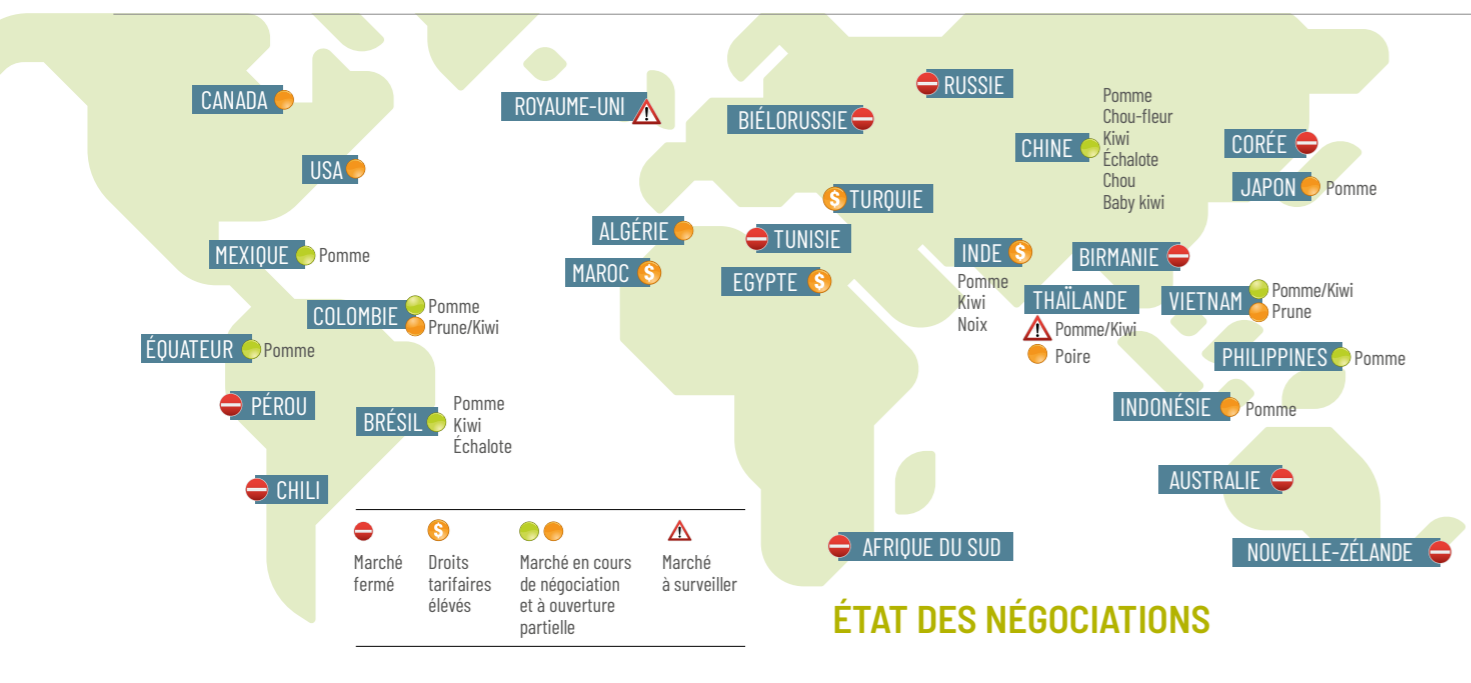 CANADA
USA
MEXIQUE
Pomme
COLOMBIE
Pomme
Prune/Kiwi
ÉQUATEUR
Pomme
PÉROU
BRÉSIL
Pomme
Kiwi
Échalote
CHILI
ROYAUME-UNI
BIÉLORUSSIE
RUSSIE
CHINE
Pomme
Chou-fleur
Kiwi
Échalote
Chou
Baby kiwi
CORÉE
JAPON
Pomme
TURQUIE
$
ALGÉRIE
TUNISIE
MAROC
$
EGYPTE
$
INDE
$
Pomme
Kiwi
Noix
BIRMANIE
THAÏLANDE
Pomme/Kiwi
Poire
VIETNAM
Pomme/Kiwi
Prune
PHILIPPINES
Pomme
INDONÉSIE
Pomme
AUSTRALIE
AFRIQUE DU SUD
NOUVELLE-ZÉLANDE
Marché
fermé
$
Droits
tarifaires
élévés
Marché en cours
de négociation
et à ouverture
partielle
Marché
à surveiller
ÉTAT DES NÉGOCIATIONS